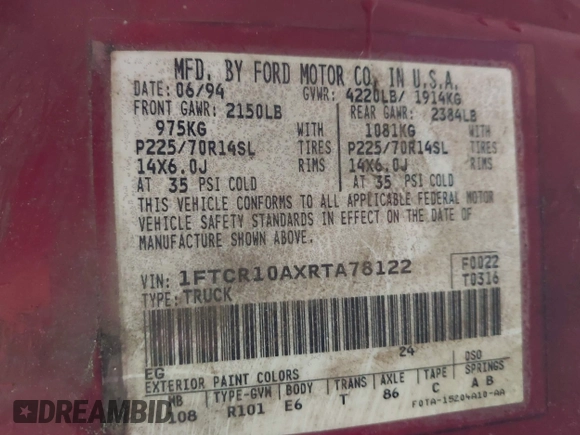 MFD. BY FORD MOTOR CO. IN U.S.A.
DATE: 06/94 GVWR: 4220LB/ 1914KG
FRONT GAWR: 2150LB REAR GAWR: 2384LB
975KG WITH 1081KG WITH
P225/70R14SL TIRES P225/70R14SL TIRES
14X6.0J RIMS 14X6.0J RIMS
AT 35 PSI COLD AT 35 PSI COLD
THIS VEHICLE CONFORMS TO ALL APPLICABLE FEDERAL MOTOR
VEHICLE SAFETY STANDARDS IN EFFECT ON THE DATE OF
MANUFACTURE SHOWN ABOVE.
VIN: 1FTCR10AXRTA78122 F0022
TYPE: TRUCK T0316
24
EG DSO
EXTERIOR PAINT COLORS
WB TYPE-GVM BODY TRANS AXLE TAPE SPRINGS
108 R101 E6 T 86 C A B
F0TA-15204A10-AA
DREAMBID